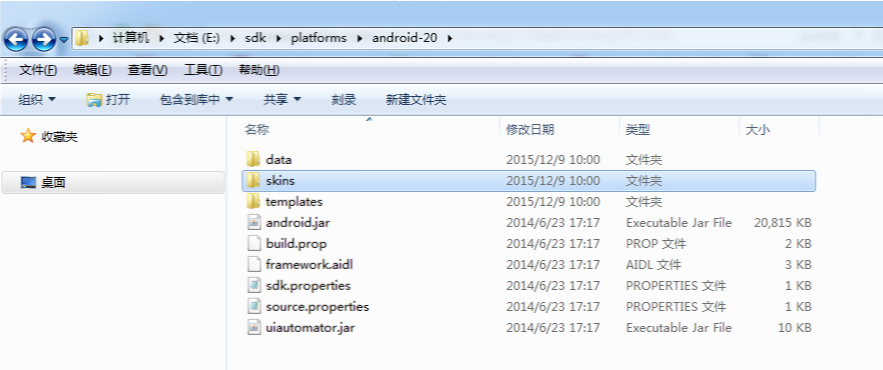 计算机 ▸ 文档 (E:) ▸ sdk ▸ platforms ▸ android-20 ▸
文件(F) 编辑(E) 查看(V) 工具(T) 帮助(H)
组织 打开 包含到库中 共享 刻录 新建文件夹
收藏夹
桌面
名称 修改日期 类型 大小
data 2015/12/9 10:00 文件夹
skins 2015/12/9 10:00 文件夹
templates 2015/12/9 10:00 文件夹
android.jar 2014/6/23 17:17 Executable Jar File 20,815 KB
build.prop 2014/6/23 17:17 PROP 文件 2 KB
framework.aidl 2014/6/23 17:17 AIDL 文件 3 KB
sdk.properties 2014/6/23 17:17 PROPERTIES 文件 1 KB
source.properties 2014/6/23 17:17 PROPERTIES 文件 1 KB
uiautomator.jar 2014/6/23 17:17 Executable Jar File 10 KB